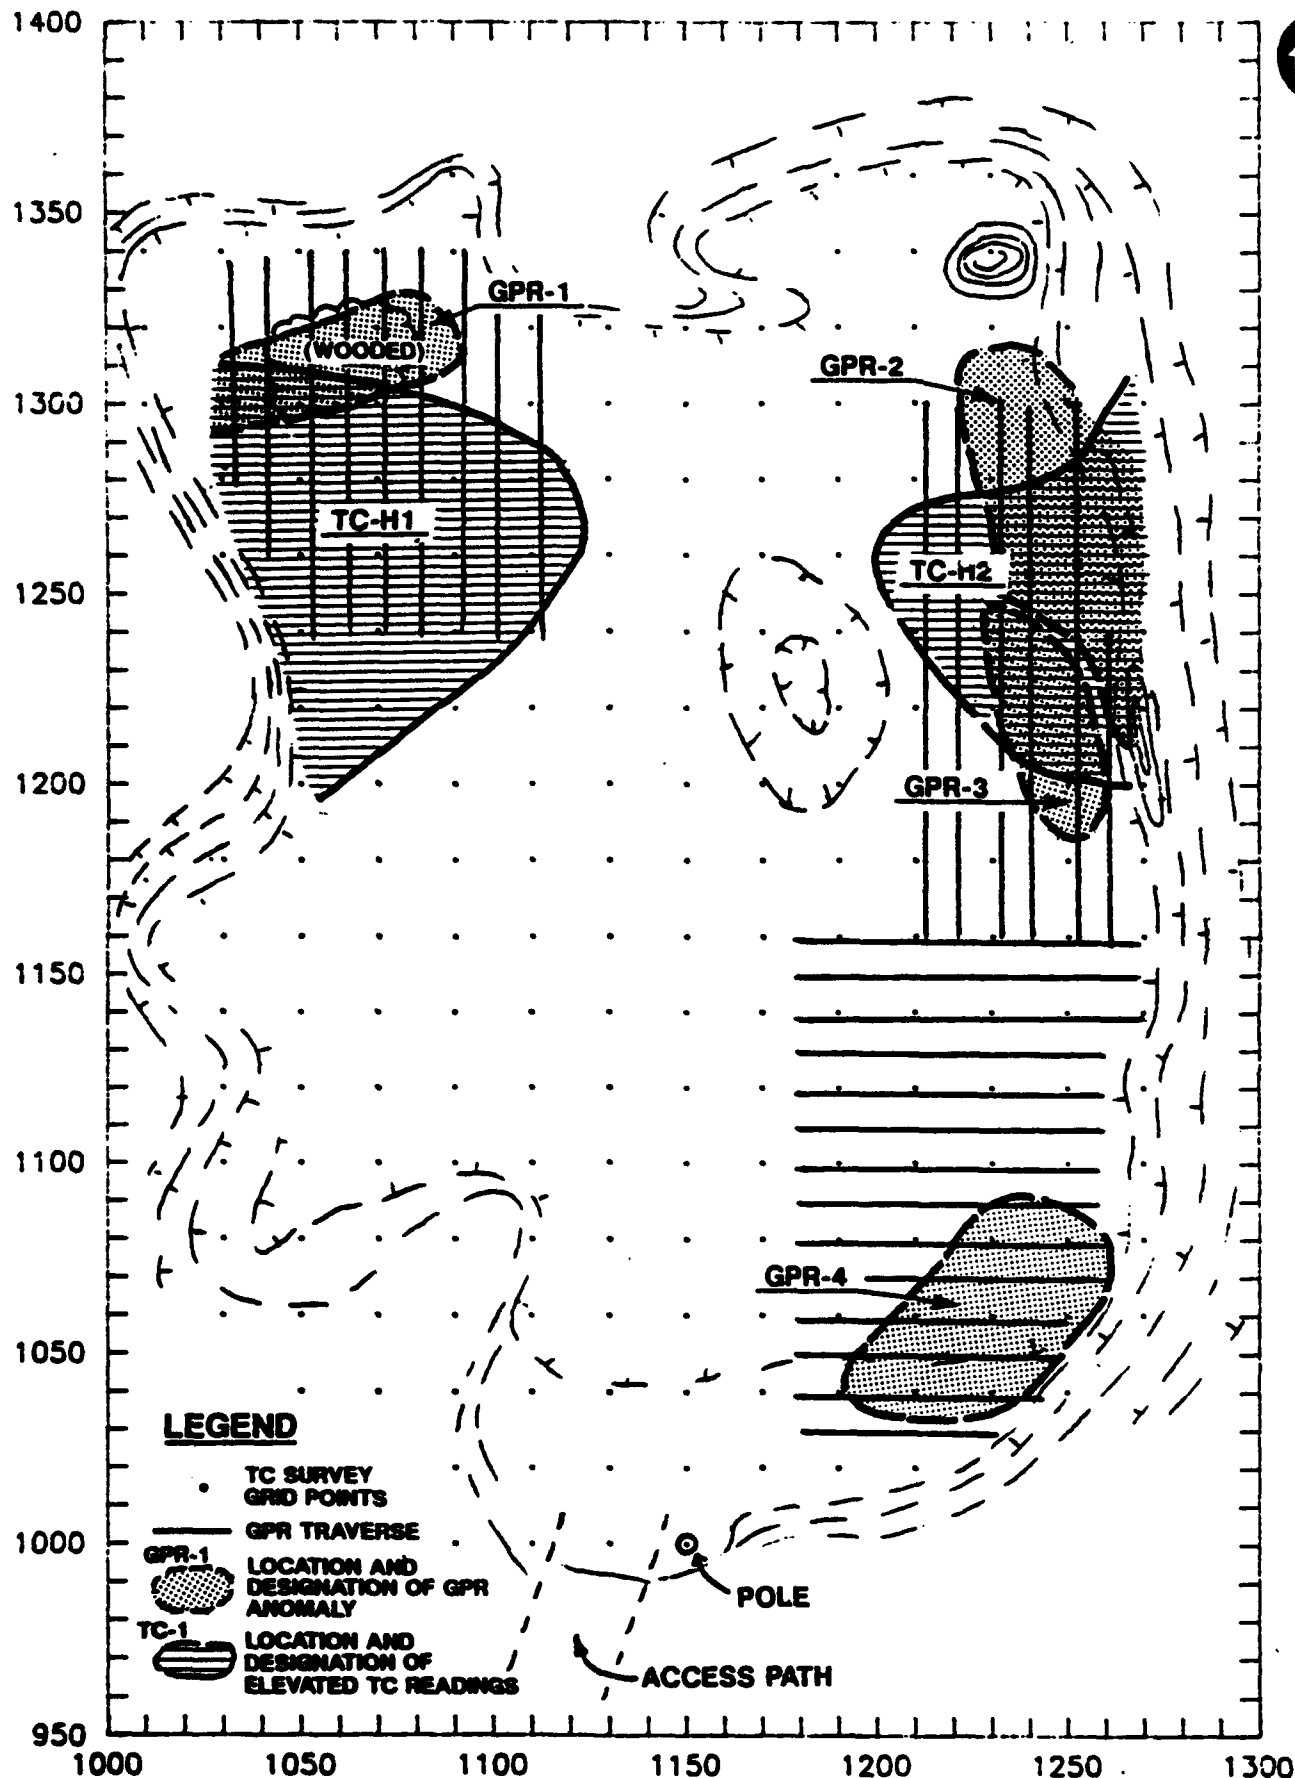 1400
1350
1300
1250
1200
1150
1100
1050
1000
950
GPR-1
(WOODED)
GPR-2
TC-H1
TC-H2
GPR-3
GPR-4
LEGEND
TC SURVEY
GRID POINTS
GPR TRAVERSE
GPR-1
LOCATION AND
DESIGNATION OF GPR
ANOMALY
TC-1
LOCATION AND
DESIGNATION OF
ELEVATED TC READINGS
POLE
ACCESS PATH
1000 1050 1100 1150 1200 1250 1300